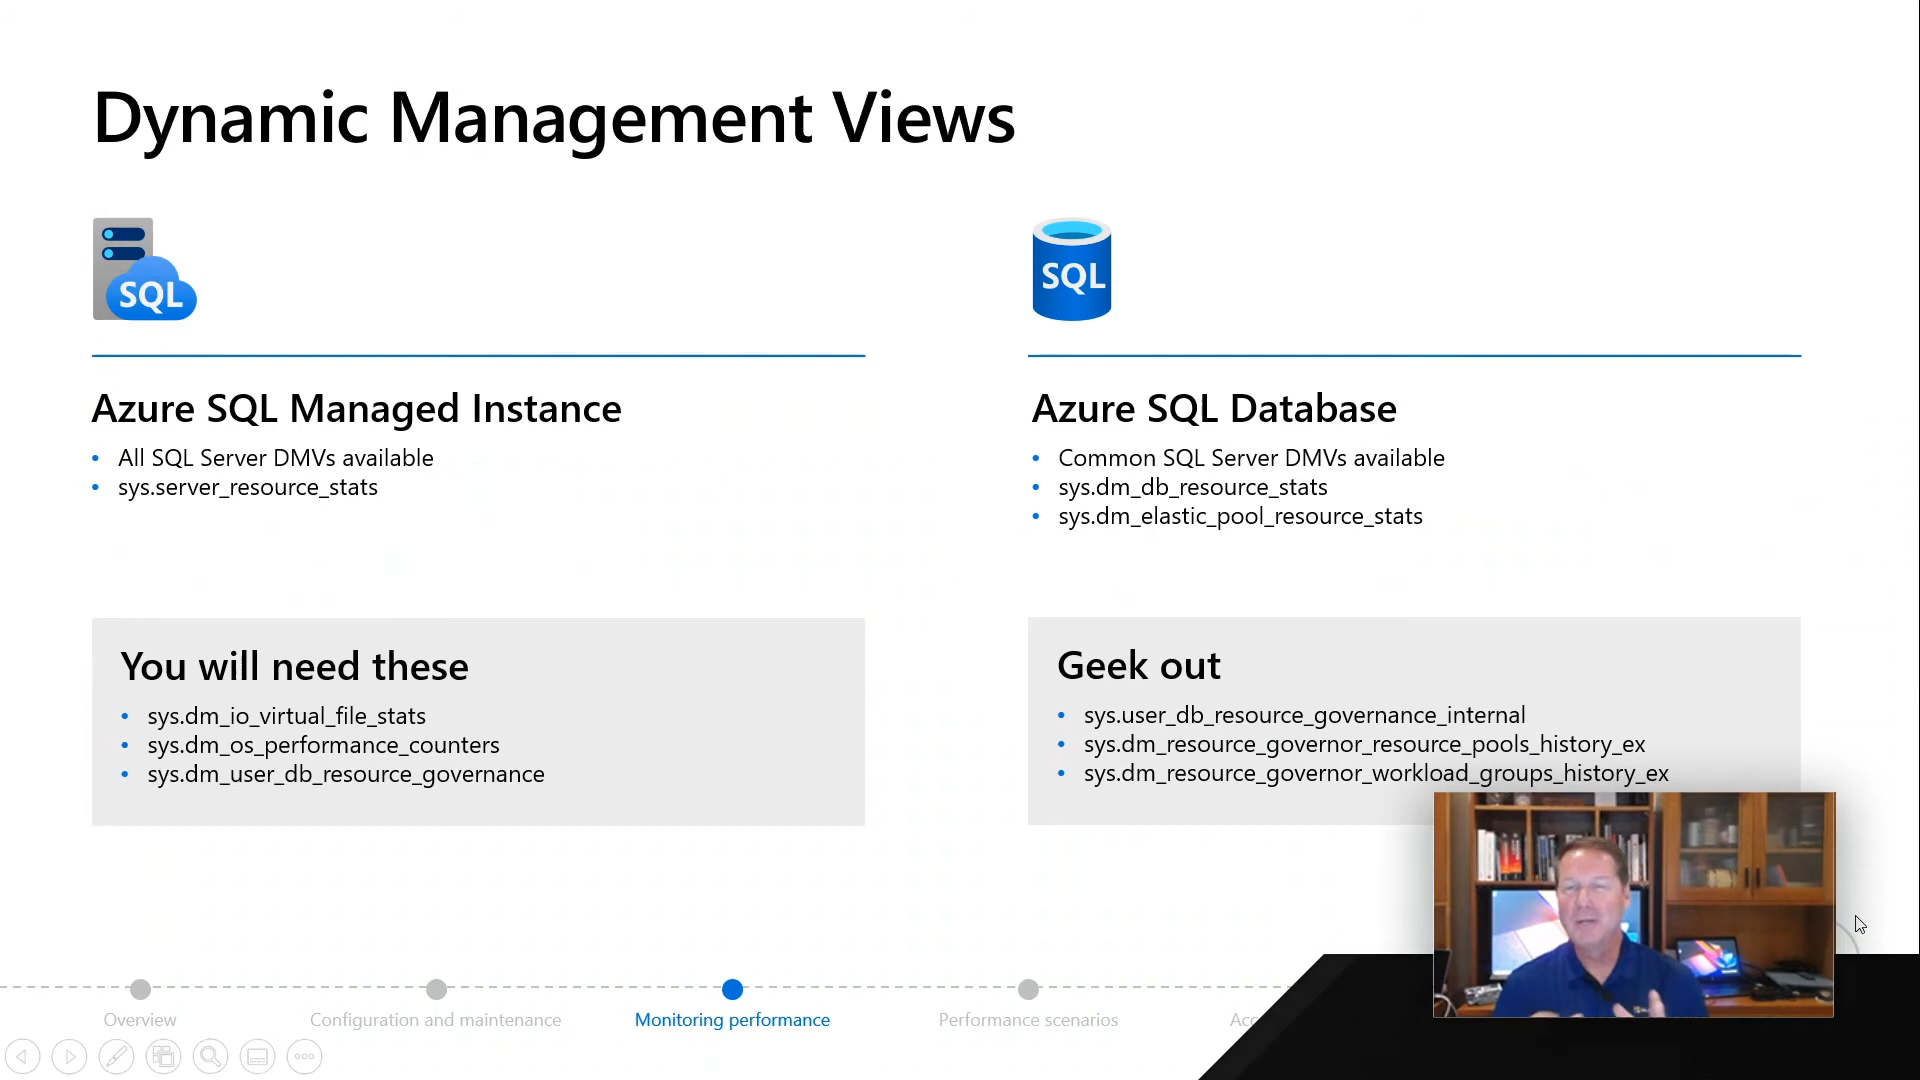 Dynamic Management Views
SQL
SQL
Azure SQL Managed Instance
• All SQL Server DMVs available
• sys.server_resource_stats
Azure SQL Database
• Common SQL Server DMVs available
• sys.dm_db_resource_stats
• sys.dm_elastic_pool_resource_stats
You will need these
• sys.dm_io_virtual_file_stats
• sys.dm_os_performance_counters
• sys.dm_user_db_resource_governance
Geek out
• sys.user_db_resource_governance_internal
• sys.dm_resource_governor_resource_pools_history_ex
• sys.dm_resource_governor_workload_groups_history_ex
Overview
Configuration and maintenance
Monitoring performance
Performance scenarios
Acc